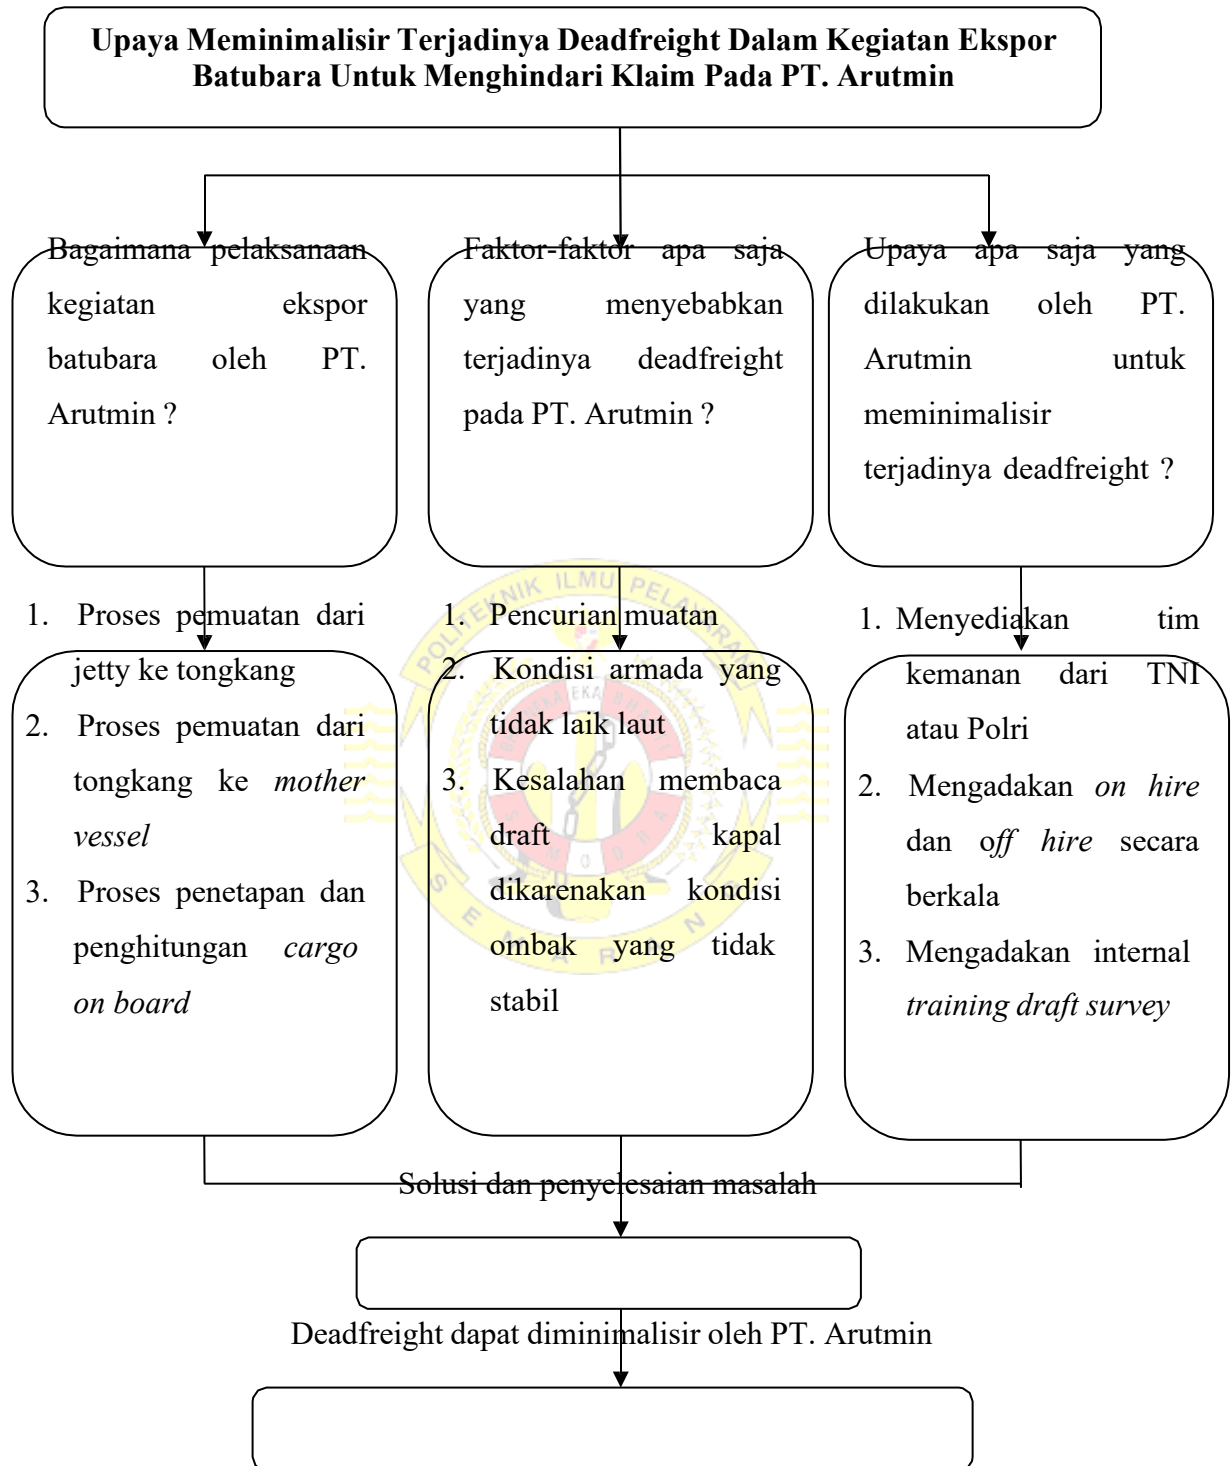 Upaya Meminimalisir Terjadinya Deadfreight Dalam Kegiatan Ekspor
Batubara Untuk Menghindari Klaim Pada PT. Arutmin
Bagaimana pelaksanaan
kegiatan ekspor
batubara oleh PT.
Arutmin ?
Faktor-faktor apa saja
yang menyebabkan
terjadinya deadfreight
pada PT. Arutmin ?
Upaya apa saja yang
dilakukan oleh PT.
Arutmin untuk
meminimalisir
terjadinya deadfreight ?
1. Proses pemuatan dari
jetty ke tongkang
2. Proses pemuatan dari
tongkang ke mother
vessel
3. Proses penetapan dan
penghitungan cargo
on board
1. Pencurian muatan
2. Kondisi armada yang
tidak laik laut
3. Kesalahan membaca
draft kapal
dikarenakan kondisi
ombak yang tidak
stabil
1. Menyediakan tim
kemanan dari TNI
atau Polri
2. Mengadakan on hire
dan off hire secara
berkala
3. Mengadakan internal
training draft survey
POLITEKNIK ILMU PELAYARAN
SEMARANG
Solusi dan penyelesaian masalah
Deadfreight dapat diminimalisir oleh PT. Arutmin